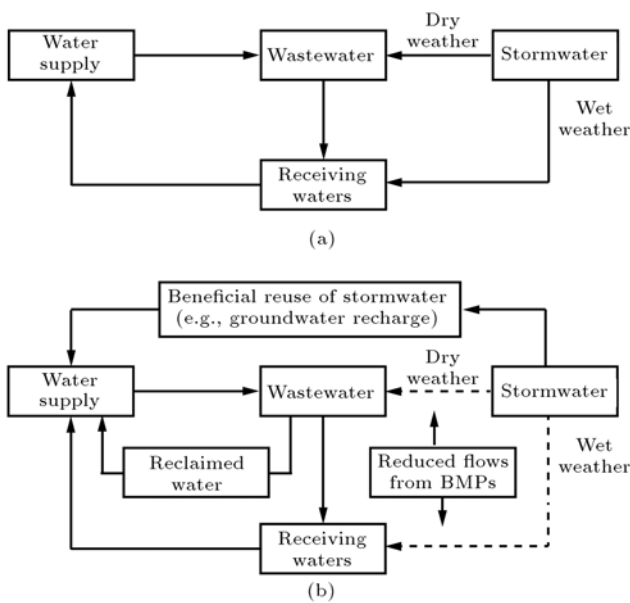 Water
supply
Wastewater
Dry
weather
Stormwater
Wet
weather
Receiving
waters
(a)
Beneficial reuse of stormwater
(e.g., groundwater recharge)
Water
supply
Wastewater
Dry
weather
Stormwater
Reclaimed
water
Reduced flows
from BMPs
Wet
weather
Receiving
waters
(b)